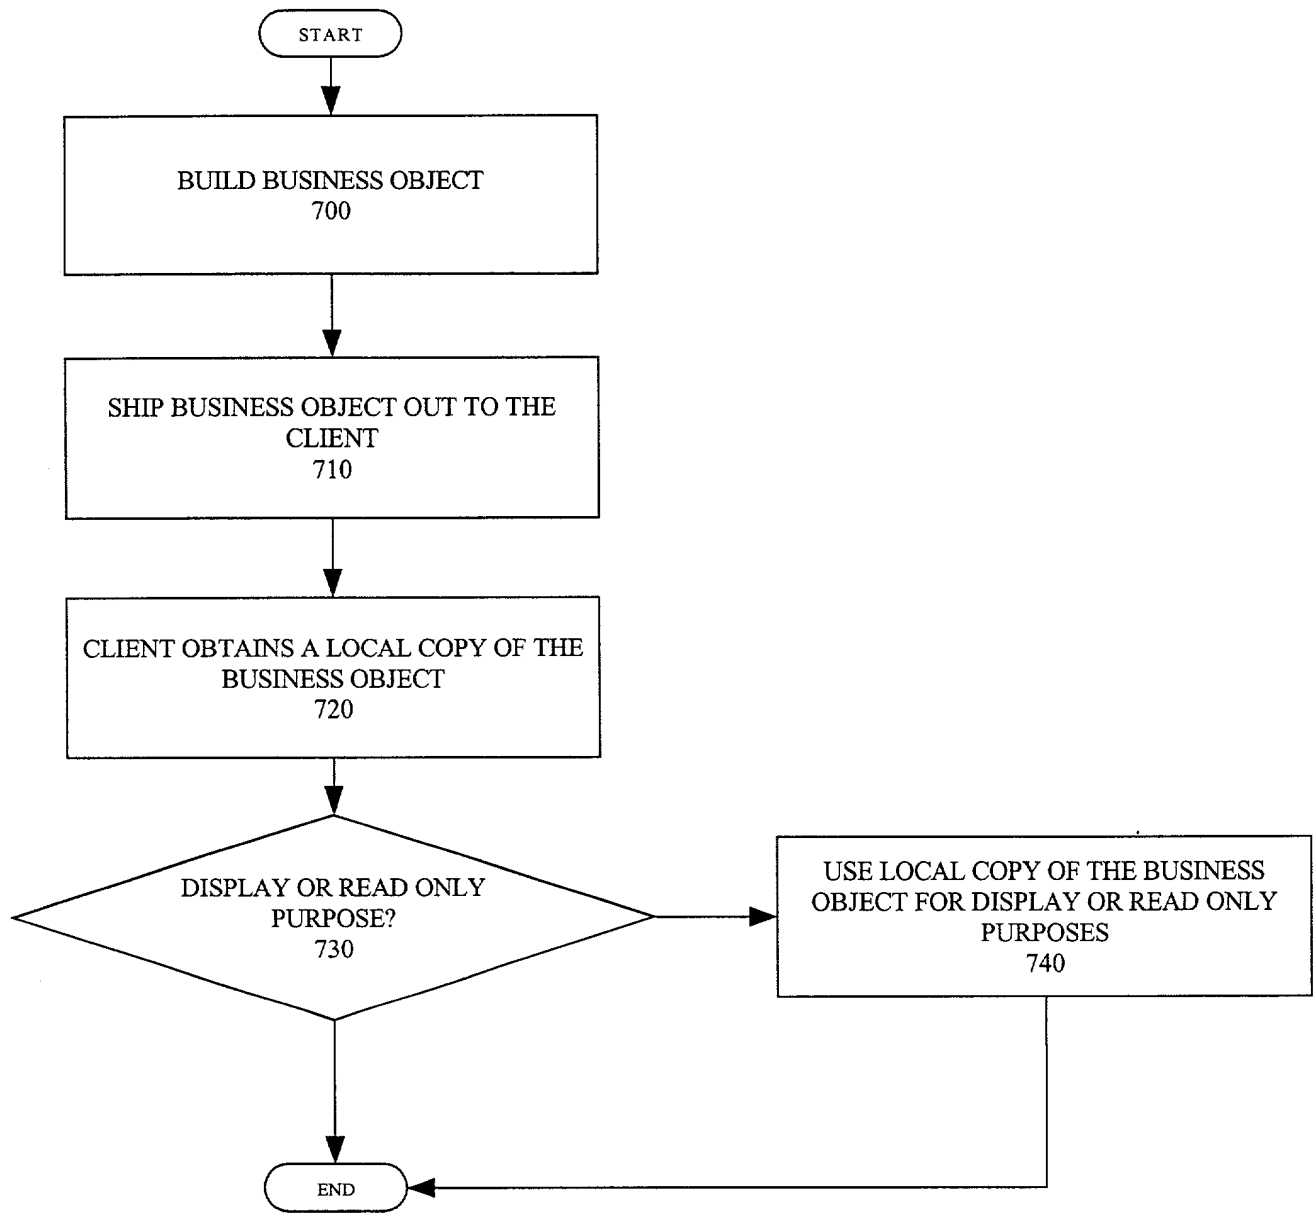 START
BUILD BUSINESS OBJECT
700
SHIP BUSINESS OBJECT OUT TO THE
CLIENT
710
CLIENT OBTAINS A LOCAL COPY OF THE
BUSINESS OBJECT
720
DISPLAY OR READ ONLY
PURPOSE?
730
USE LOCAL COPY OF THE BUSINESS
OBJECT FOR DISPLAY OR READ ONLY
PURPOSES
740
END